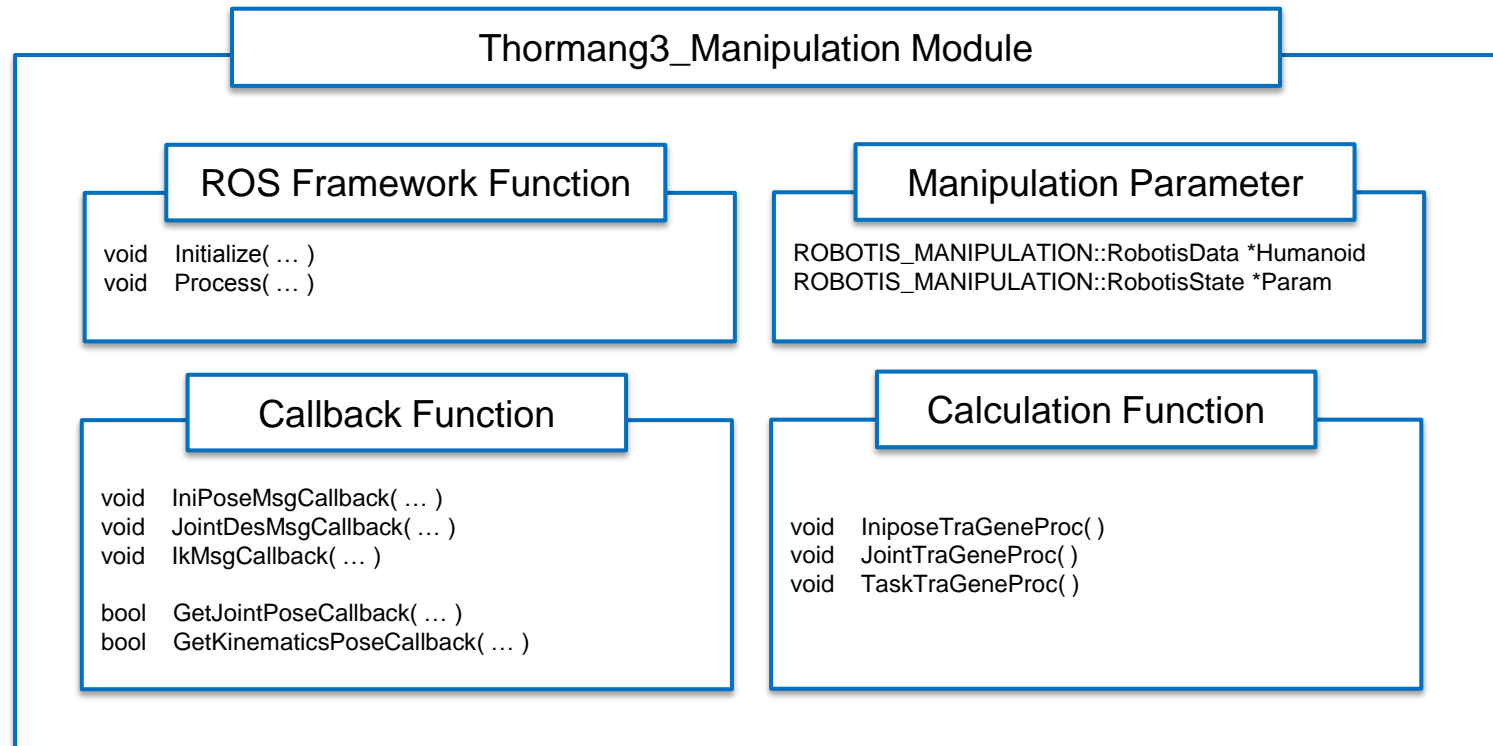 Thormang3_Manipulation Module
ROS Framework Function
void Initialize( … )
void Process( … )
Manipulation Parameter
ROBOTIS_MANIPULATION::RobotisData *Humanoid
ROBOTIS_MANIPULATION::RobotisState *Param
Callback Function
void IniPoseMsgCallback( … )
void JointDesMsgCallback( … )
void IkMsgCallback( … )
bool GetJointPoseCallback( … )
bool GetKinematicsPoseCallback( … )
Calculation Function
void IniposeTraGeneProc( )
void JointTraGeneProc( )
void TaskTraGeneProc( )